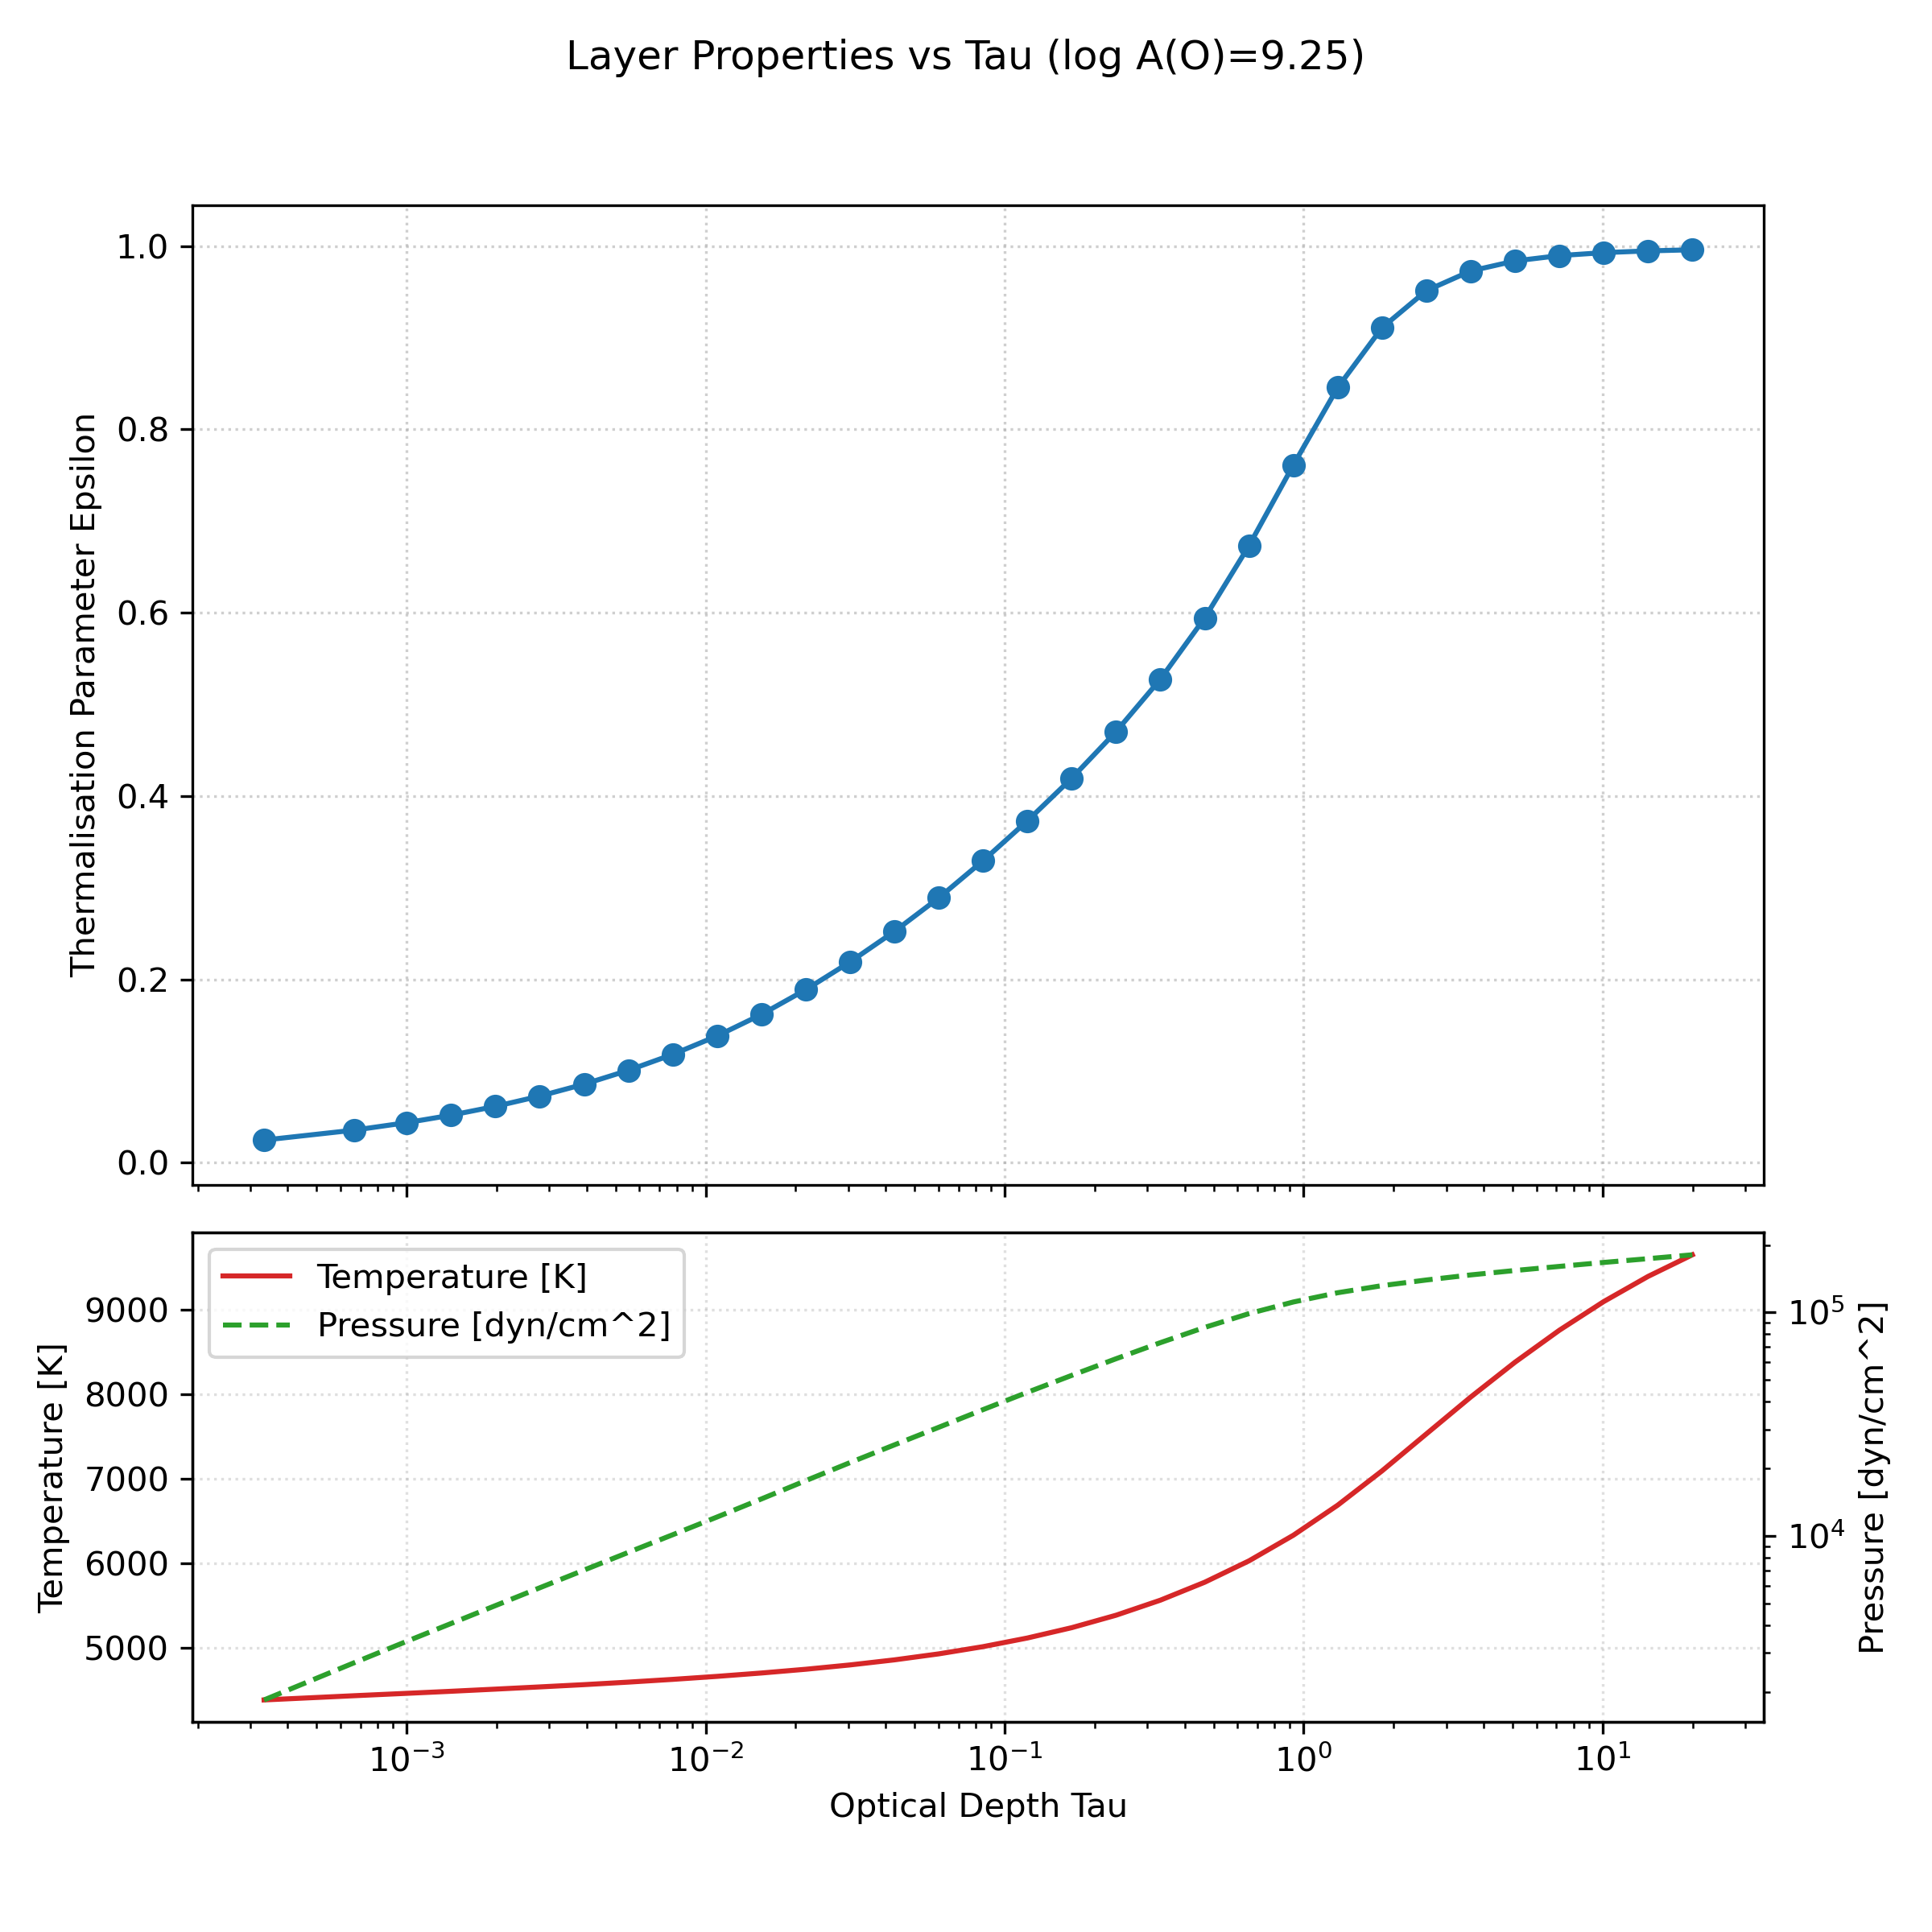 Layer Properties vs Tau (log A(O)=9.25)
Thermalisation Parameter Epsilon
1.0
0.8
0.6
0.4
0.2
0.0
Temperature [K]
Pressure [dyn/cm^2]
Temperature [K]
9000
8000
7000
6000
5000
10⁵
10⁴
Pressure [dyn/cm^2]
10⁻³ 10⁻² 10⁻¹ 10⁰ 10¹
Optical Depth Tau